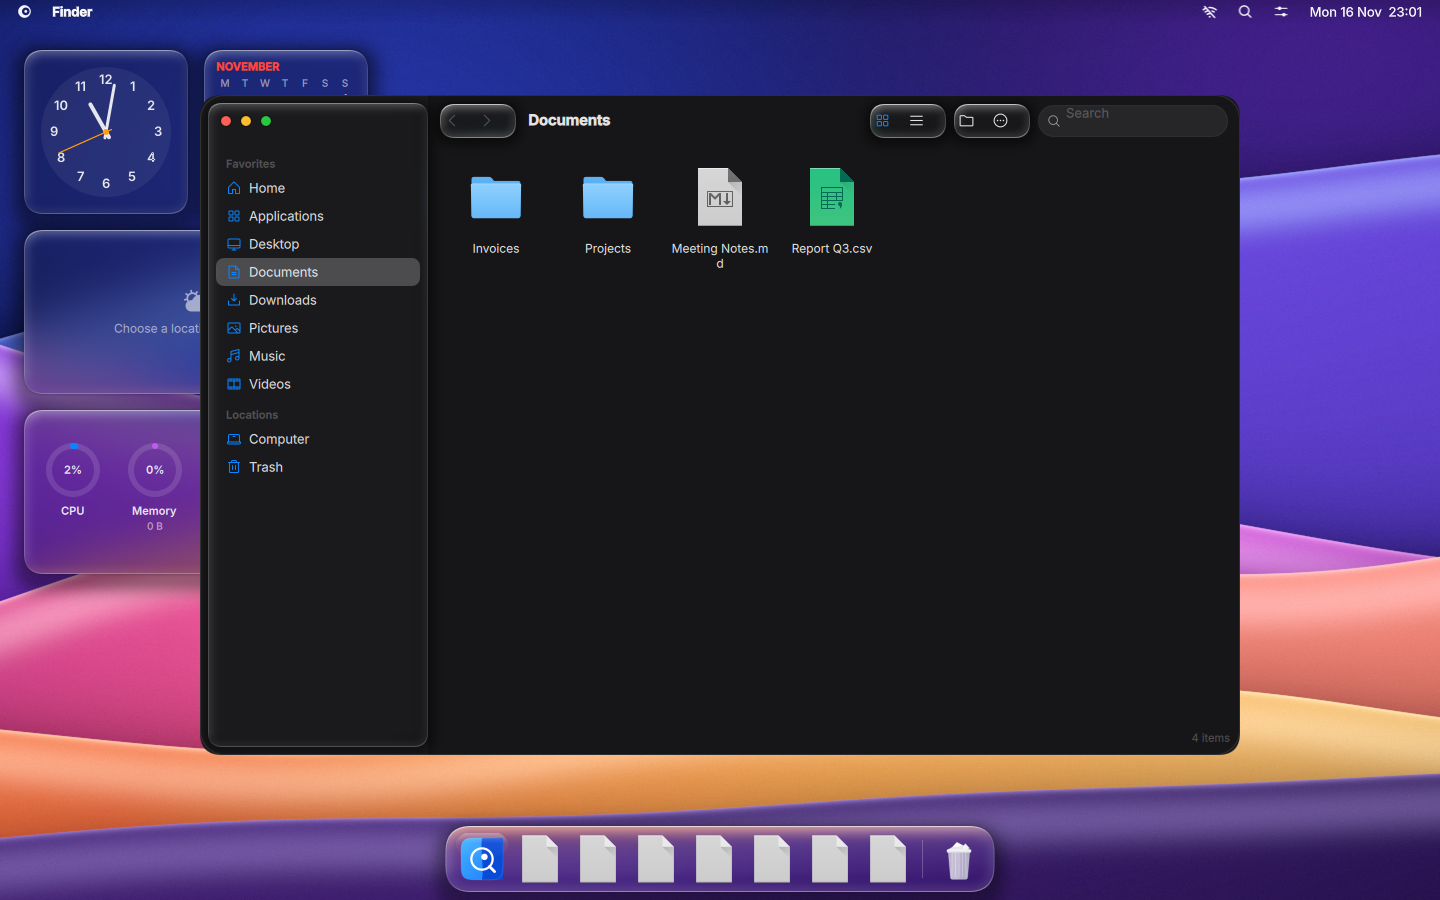 Finder
Mon 16 Nov 23:01
12
11
1
10
2
9
3
8
4
7
5
6
NOVEMBER
M T W T F S S
Choose a locati
2%
0%
CPU
Memory
0 B
Documents
Search
Favorites
Home
Applications
Desktop
Documents
Downloads
Pictures
Music
Videos
Locations
Computer
Trash
M
Invoices
Projects
Meeting Notes.m
d
Report Q3.csv
4 items